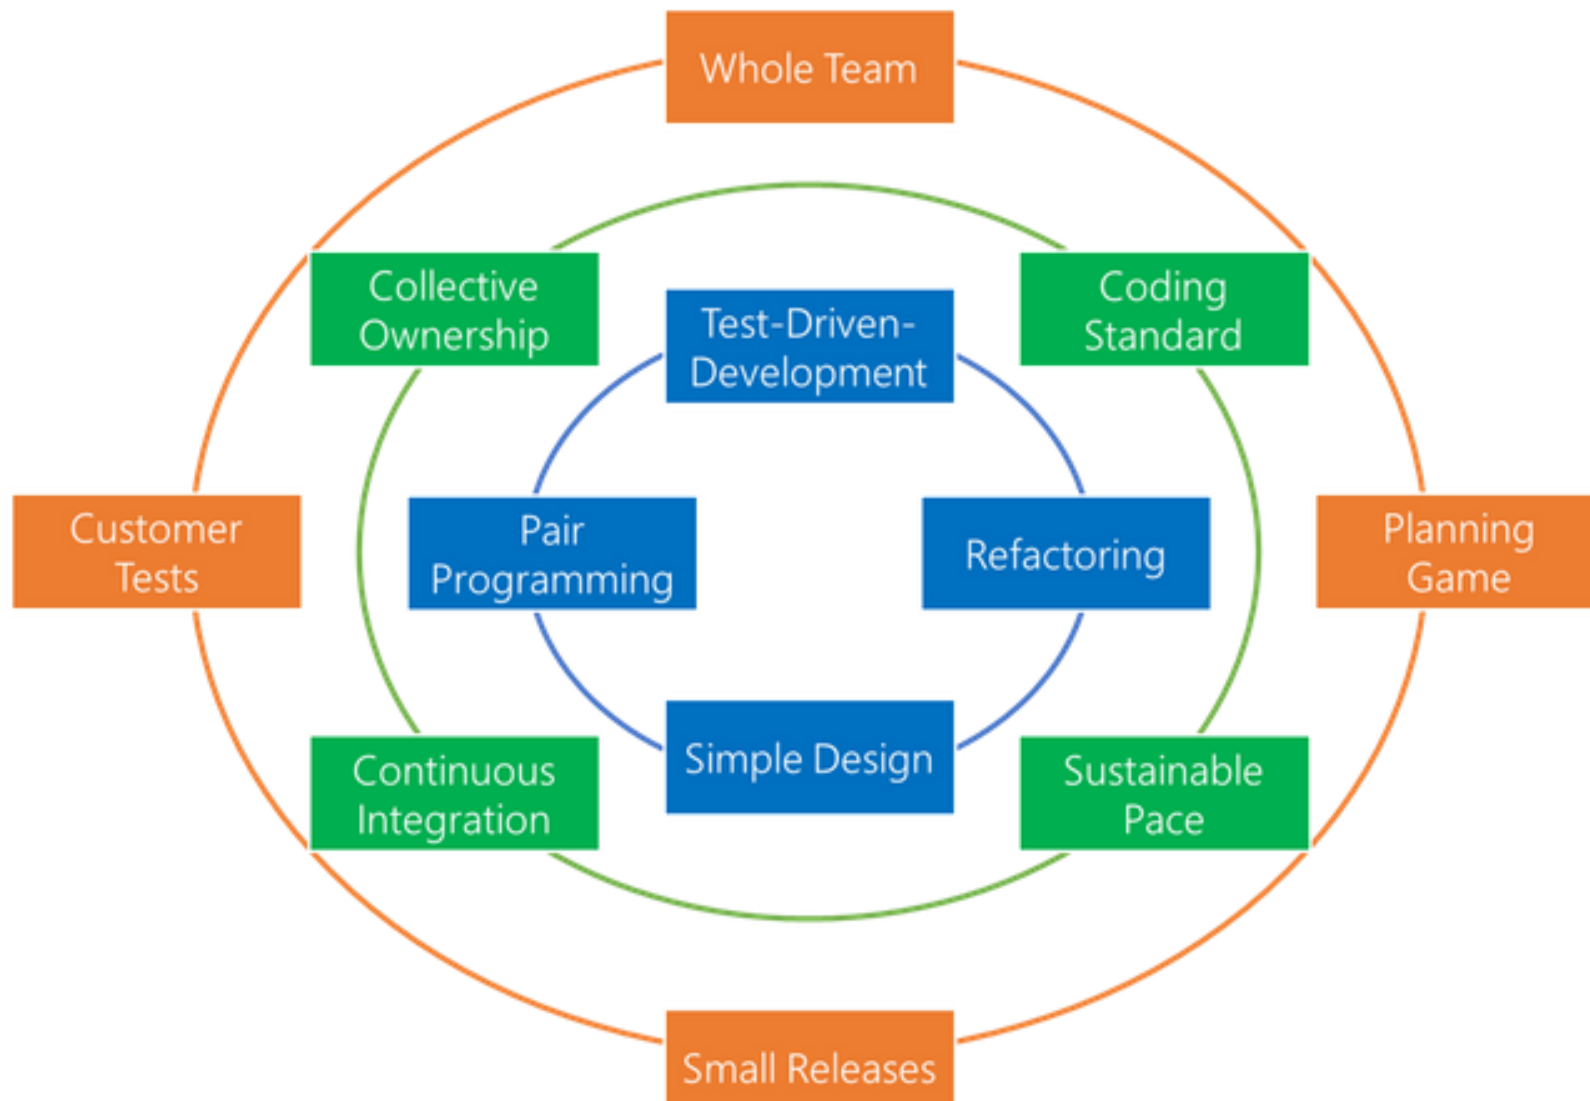 Whole Team
Collective
Ownership
Coding
Standard
Test-Driven-
Development
Customer
Tests
Pair
Programming
Refactoring
Planning
Game
Simple Design
Continuous
Integration
Sustainable
Pace
Small Releases